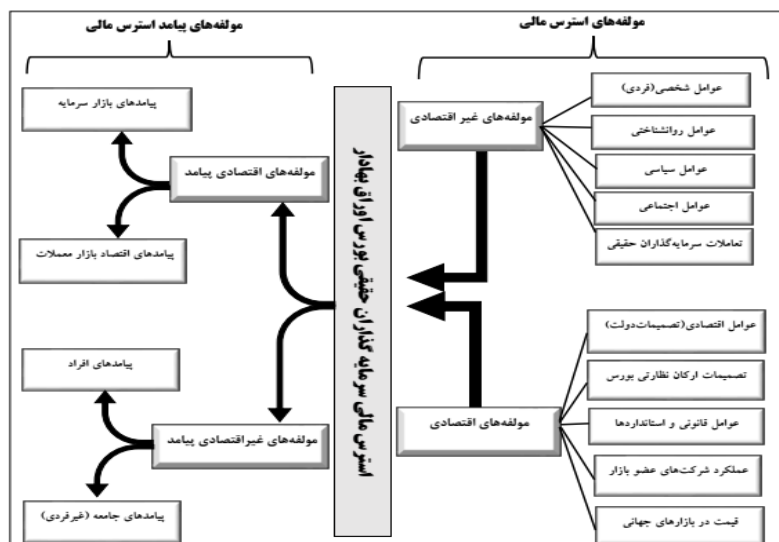 مولفه‌های استرس مالی
عوامل شخصی(فردی)
عوامل روانشناختی
عوامل سیاسی
عوامل اجتماعی
تعاملات سرمایه‌گذاران حقیقی
مولفه‌های غیر اقتصادی
عوامل اقتصادی(تصمیمات‌دولت)
تصمیمات ارکان نظارتی بورس
عوامل قانونی و استانداردها
عملکرد شرکت‌های عضو بازار
قیمت در بازارهای جهانی
مولفه‌های اقتصادی
استرس مالی سرمایه گذاران حقیقی بورس اوراق بهادار
مولفه‌های پیامد استرس مالی
مولفه‌های اقتصادی پیامد
پیامدهای بازار سرمایه
پیامدهای اقتصاد بازار معملات
مولفه‌های غیراقتصادی پیامد
پیامدهای افراد
پیامدهای جامعه (غیرفردی)